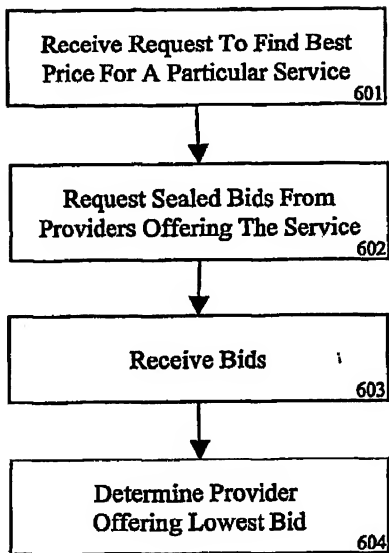 Receive Request To Find Best
Price For A Particular Service
601
Request Sealed Bids From
Providers Offering The Service
602
Receive Bids
603
Determine Provider
Offering Lowest Bid
604